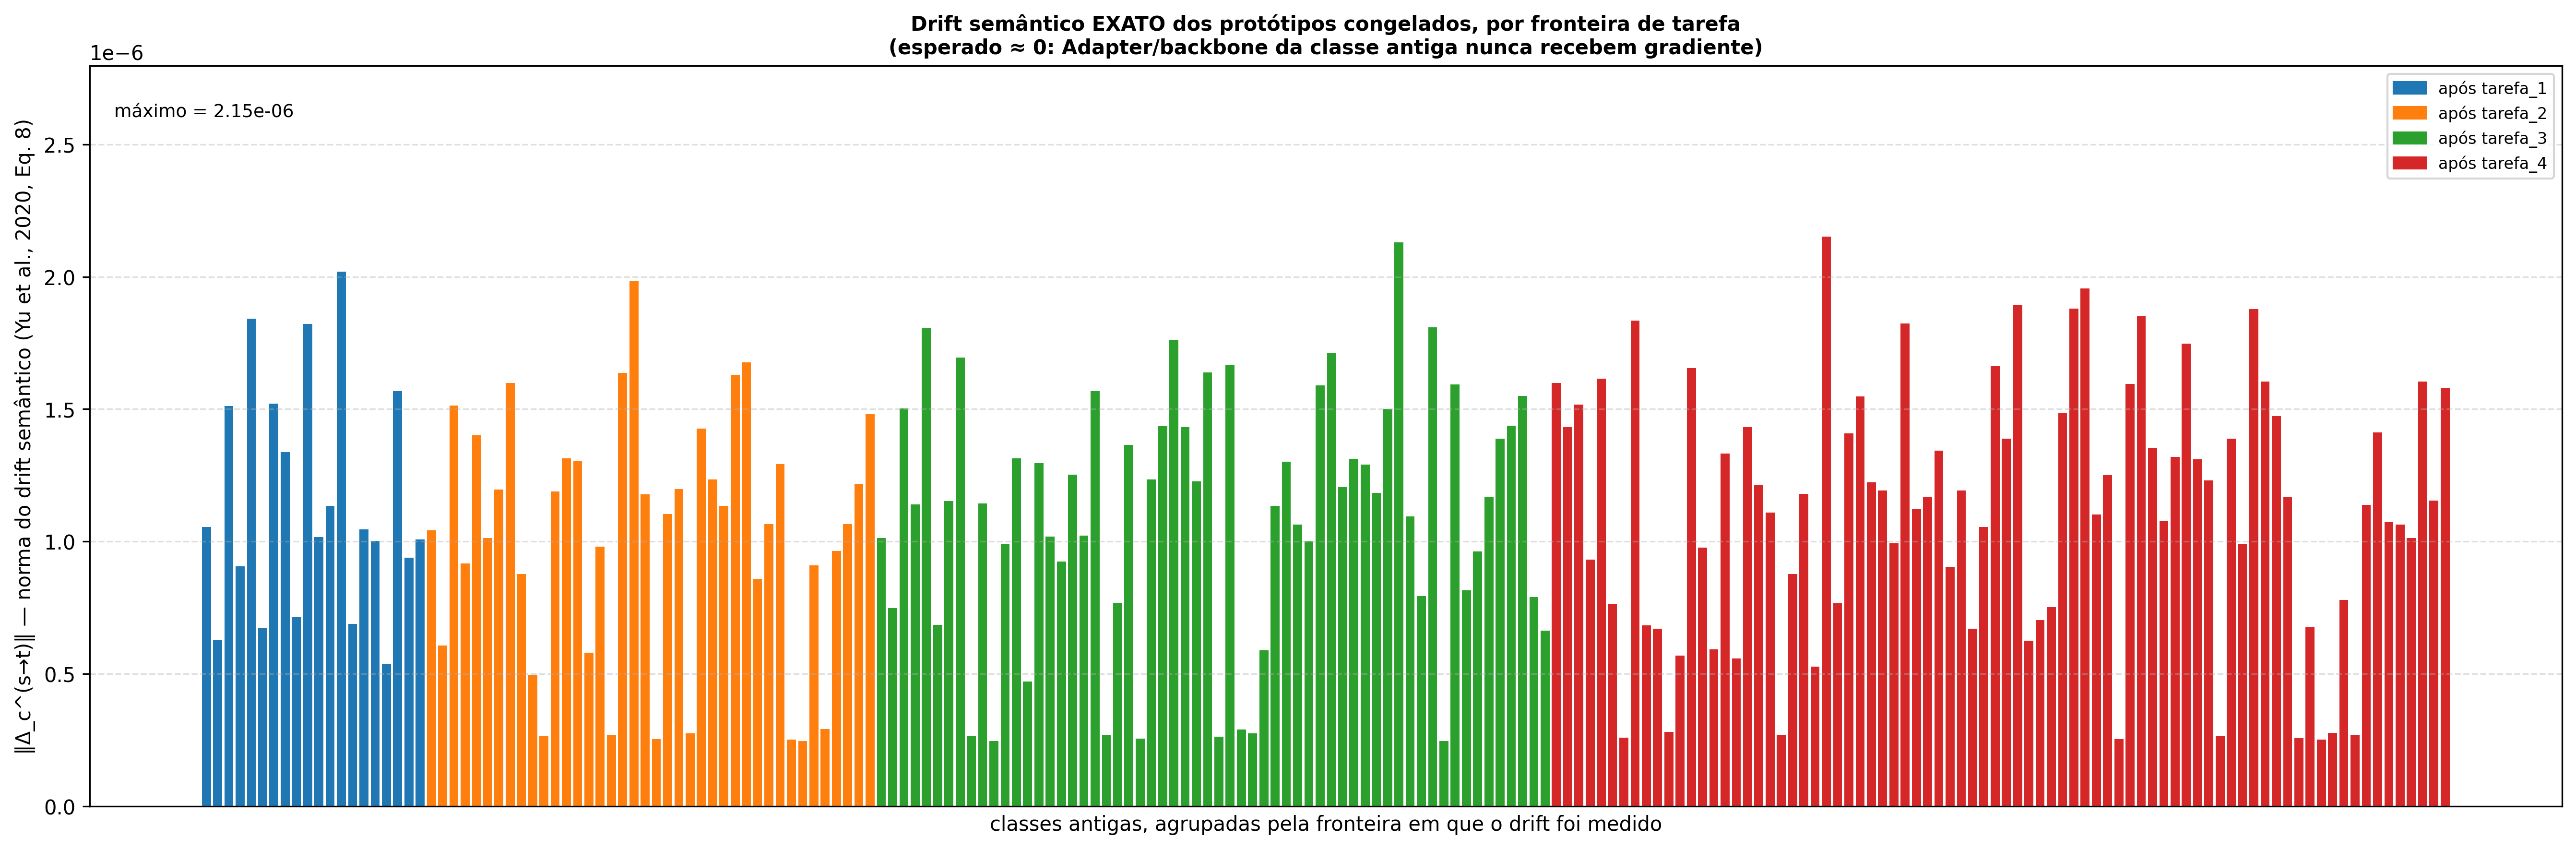 Drift semântico EXATO dos protótipos congelados, por fronteira de tarefa
(esperado ≈ 0: Adapter/backbone da classe antiga nunca recebem gradiente)
1e−6
máximo = 2.15e-06
após tarefa_1
após tarefa_2
após tarefa_3
após tarefa_4
‖Δ_c^(s→t)‖ — norma do drift semântico (Yu et al., 2020, Eq. 8)
2.5
2.0
1.5
1.0
0.5
0.0
classes antigas, agrupadas pela fronteira em que o drift foi medido